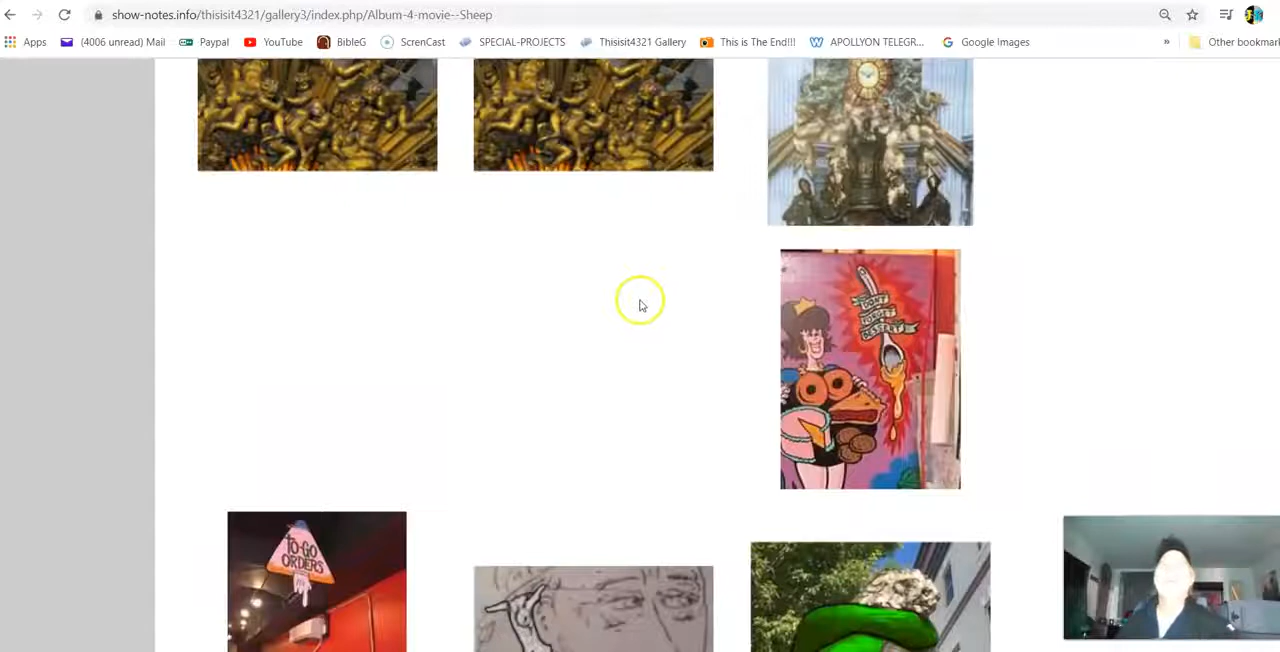 show-notes.info/thisisit4321/gallery3/index.php/Album-4-movie--Sheep
Apps (4006 unread) Mail Paypal YouTube BibleG ScrenCast SPECIAL-PROJECTS Thisisit4321 Gallery This is The End!!! APOLLYON TELEGR... Google Images » Other bookmar
DON'T
FORGET
DESSERT!
TO-GO
ORDERS